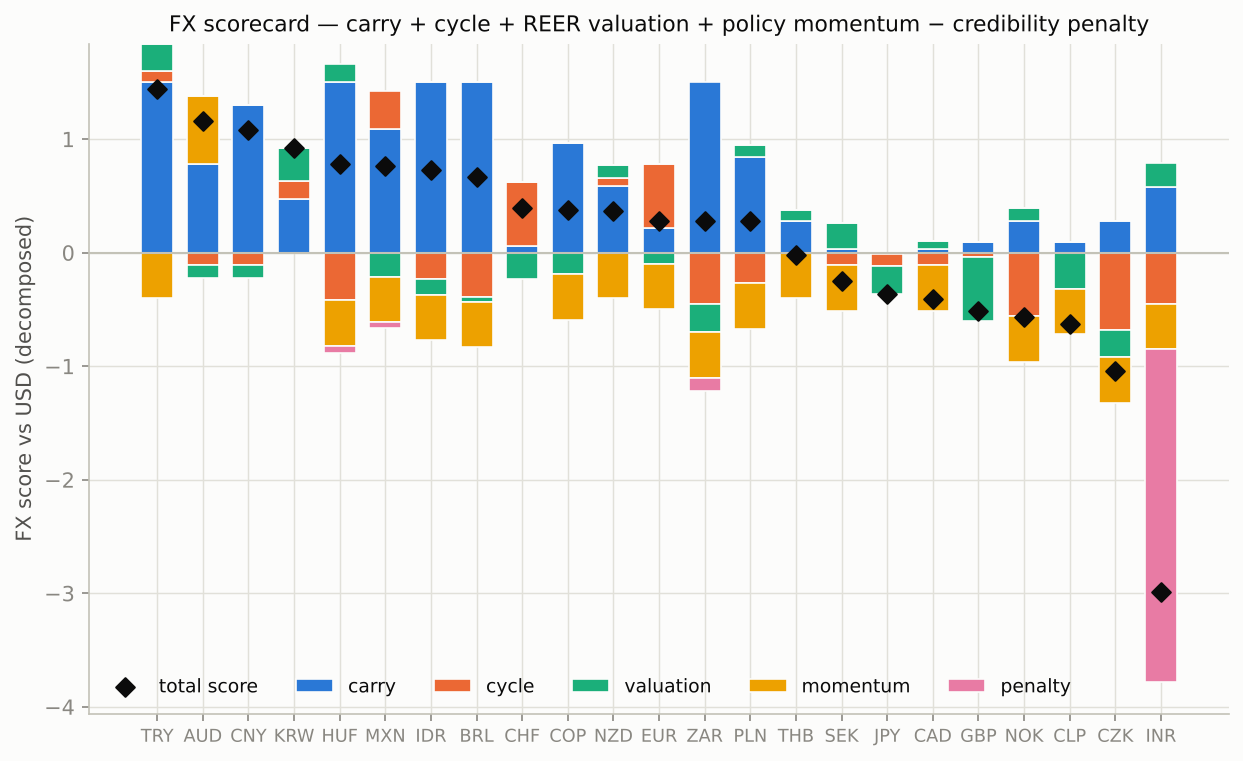 FX scorecard — carry + cycle + REER valuation + policy momentum − credibility penalty
FX score vs USD (decomposed)
1
0
−1
−2
−3
−4
total score carry cycle valuation momentum penalty
TRY AUD CNY KRW HUF MXN IDR BRL CHF COP NZD EUR ZAR PLN THB SEK JPY CAD GBP NOK CLP CZK INR